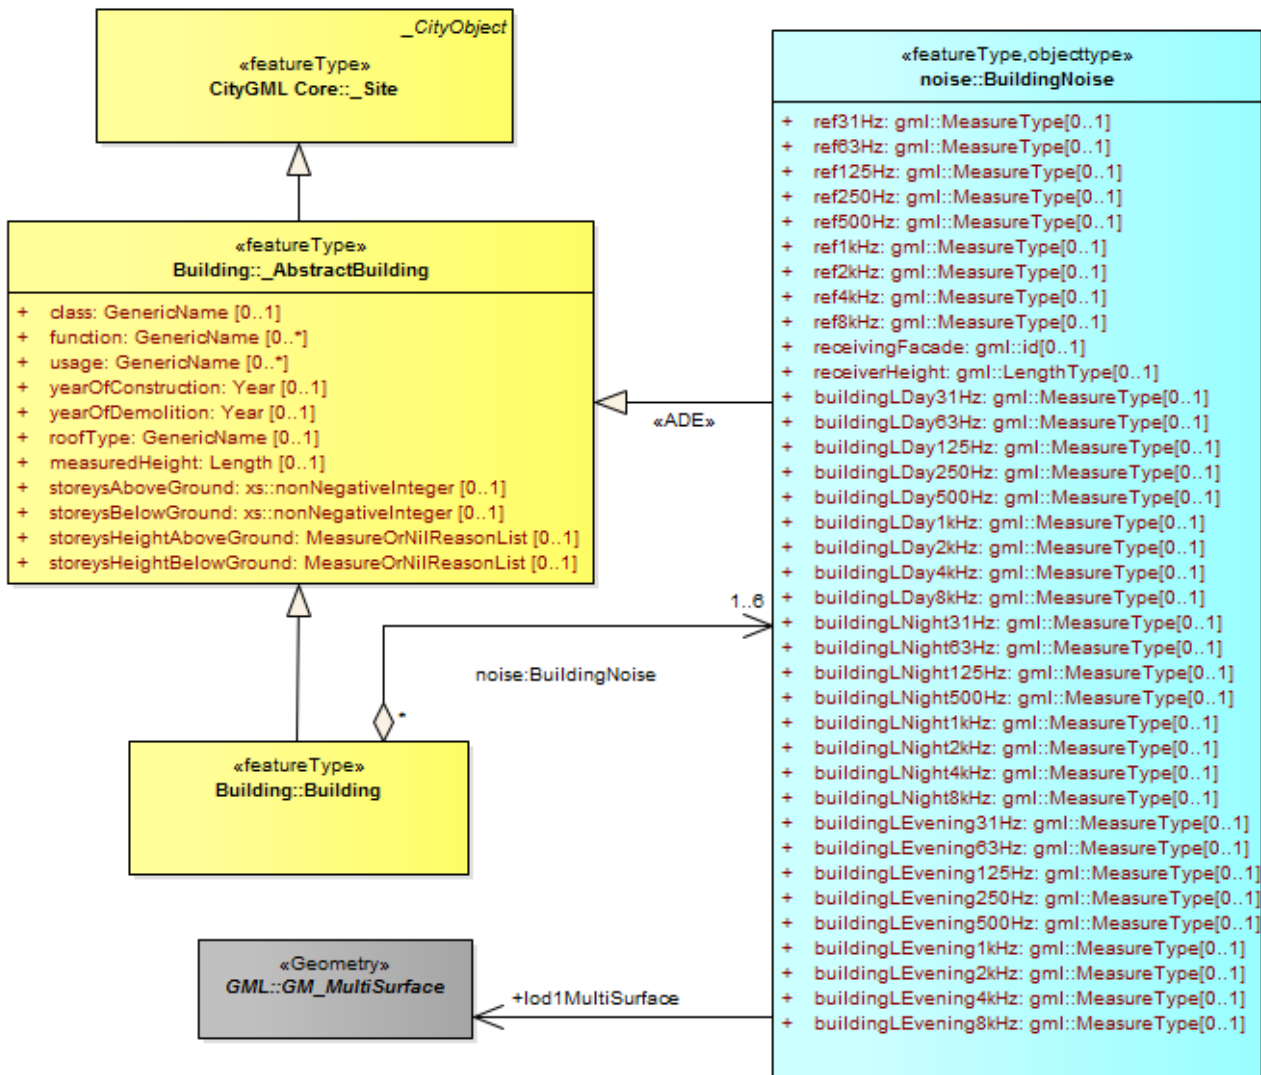 _CityObject
«featureType»
CityGML Core::_Site
«featureType»
Building::_AbstractBuilding
+ class: GenericName [0..1]
+ function: GenericName [0..*]
+ usage: GenericName [0..*]
+ yearOfConstruction: Year [0..1]
+ yearOfDemolition: Year [0..1]
+ roofType: GenericName [0..1]
+ measuredHeight: Length [0..1]
+ storeysAboveGround: xs::nonNegativeInteger [0..1]
+ storeysBelowGround: xs::nonNegativeInteger [0..1]
+ storeysHeightAboveGround: MeasureOrNilReasonList [0..1]
+ storeysHeightBelowGround: MeasureOrNilReasonList [0..1]
«ADE»
1..6
noise:BuildingNoise
*
«featureType»
Building::Building
«Geometry»
GML::GM_MultiSurface
+lod1MultiSurface
«featureType,objecttype»
noise::BuildingNoise
+ ref31Hz: gml::MeasureType[0..1]
+ ref63Hz: gml::MeasureType[0..1]
+ ref125Hz: gml::MeasureType[0..1]
+ ref250Hz: gml::MeasureType[0..1]
+ ref500Hz: gml::MeasureType[0..1]
+ ref1kHz: gml::MeasureType[0..1]
+ ref2kHz: gml::MeasureType[0..1]
+ ref4kHz: gml::MeasureType[0..1]
+ ref8kHz: gml::MeasureType[0..1]
+ receivingFacade: gml::id[0..1]
+ receiverHeight: gml::LengthType[0..1]
+ buildingLDay31Hz: gml::MeasureType[0..1]
+ buildingLDay63Hz: gml::MeasureType[0..1]
+ buildingLDay125Hz: gml::MeasureType[0..1]
+ buildingLDay250Hz: gml::MeasureType[0..1]
+ buildingLDay500Hz: gml::MeasureType[0..1]
+ buildingLDay1kHz: gml::MeasureType[0..1]
+ buildingLDay2kHz: gml::MeasureType[0..1]
+ buildingLDay4kHz: gml::MeasureType[0..1]
+ buildingLDay8kHz: gml::MeasureType[0..1]
+ buildingLNight31Hz: gml::MeasureType[0..1]
+ buildingLNight63Hz: gml::MeasureType[0..1]
+ buildingLNight125Hz: gml::MeasureType[0..1]
+ buildingLNight500Hz: gml::MeasureType[0..1]
+ buildingLNight1kHz: gml::MeasureType[0..1]
+ buildingLNight2kHz: gml::MeasureType[0..1]
+ buildingLNight4kHz: gml::MeasureType[0..1]
+ buildingLNight8kHz: gml::MeasureType[0..1]
+ buildingLEvening31Hz: gml::MeasureType[0..1]
+ buildingLEvening63Hz: gml::MeasureType[0..1]
+ buildingLEvening125Hz: gml::MeasureType[0..1]
+ buildingLEvening250Hz: gml::MeasureType[0..1]
+ buildingLEvening500Hz: gml::MeasureType[0..1]
+ buildingLEvening1kHz: gml::MeasureType[0..1]
+ buildingLEvening2kHz: gml::MeasureType[0..1]
+ buildingLEvening4kHz: gml::MeasureType[0..1]
+ buildingLEvening8kHz: gml::MeasureType[0..1]